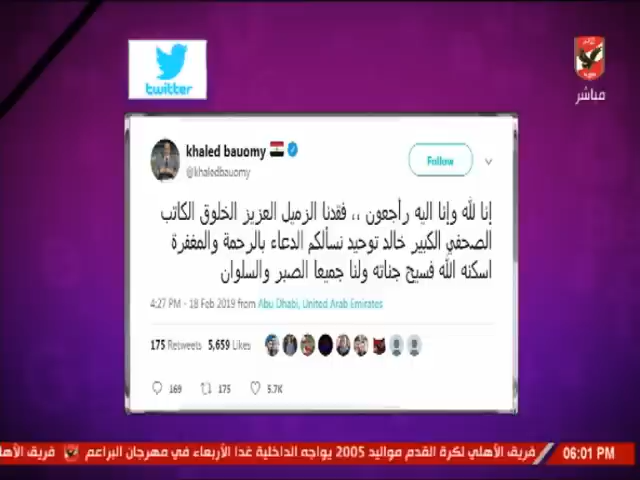 twitter
مباشر
khaled bauomy
@khaledbauomy
Follow
إنا لله وإنا اليه رأجعون ,, فقدنا الزميل العزيز الخلوق الكاتب
الصحفي الكبير خالد توحيد نسألكم الدعاء بالرحمة والمغفرة
اسكنه الله فسيح جناته ولنا جميعا الصبر والسلوان
4:27 PM - 18 Feb 2019 from Abu Dhabi, United Arab Emirates
175 Retweets 5,659 Likes
169 175 5.7K
فريق الأهلي لكرة القدم مواليد 2005 يواجه الداخلية غدا الأربعاء في مهرجان البراعم فريق الأهلي
06:01 PM